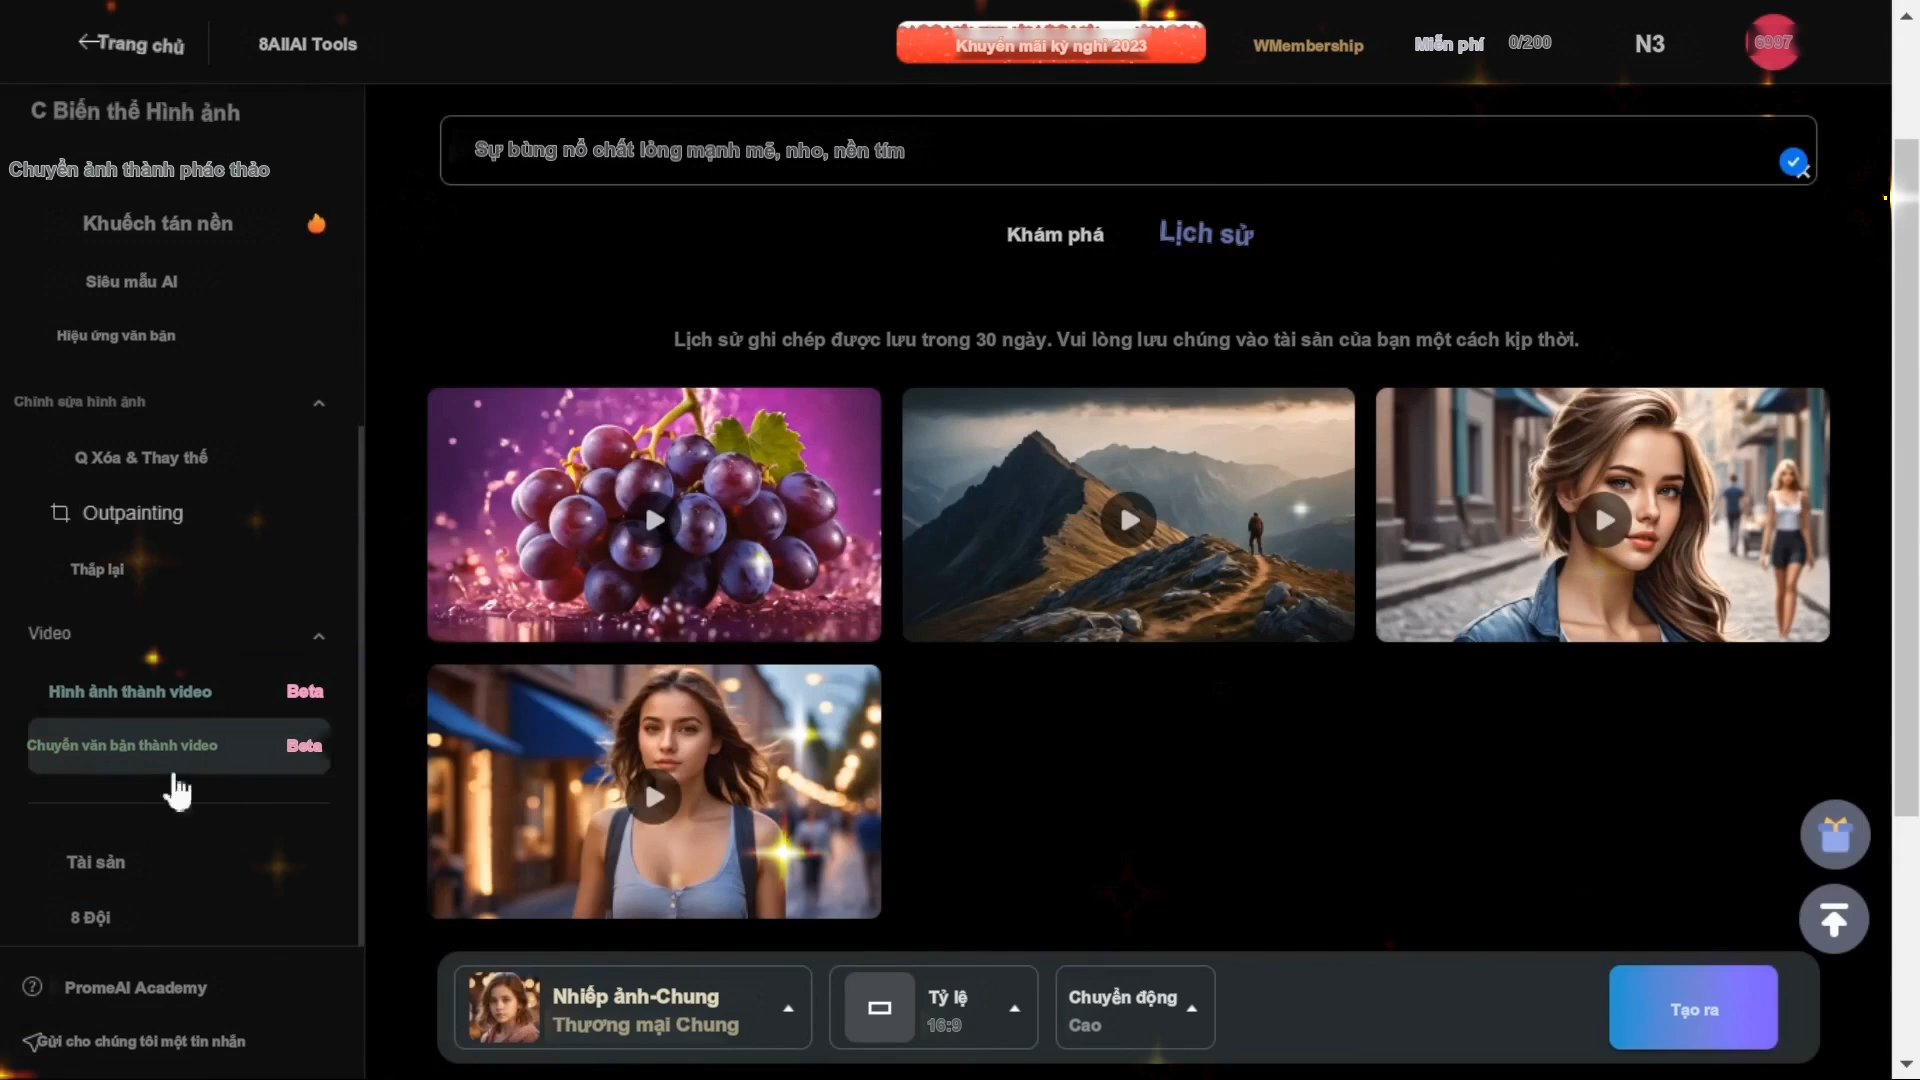 Trang chủ
8AIIAI Tools
Khuyến mãi kỳ nghỉ 2023
WMembership
Miễn phí
0/200
N3
6997
C Biến thể Hình ảnh
Chuyển ảnh thành phác thảo
Khuếch tán nền
Siêu mẫu AI
Hiệu ứng văn bản
Chỉnh sửa hình ảnh
Q Xóa & Thay thế
Outpainting
Thắp lại
Video
Hình ảnh thành video
Beta
Chuyển văn bản thành video
Beta
Tài sản
8 Đội
PromeAI Academy
Gửi cho chúng tôi một tin nhắn
Sự bùng nổ chất lỏng mạnh mẽ, nho, nền tím
Khám phá
Lịch sử
Lịch sử ghi chép được lưu trong 30 ngày. Vui lòng lưu chúng vào tài sản của bạn một cách kịp thời.
Nhiếp ảnh-Chung
Thương mại Chung
Tỷ lệ
16:9
Chuyển động
Cao
Tạo ra